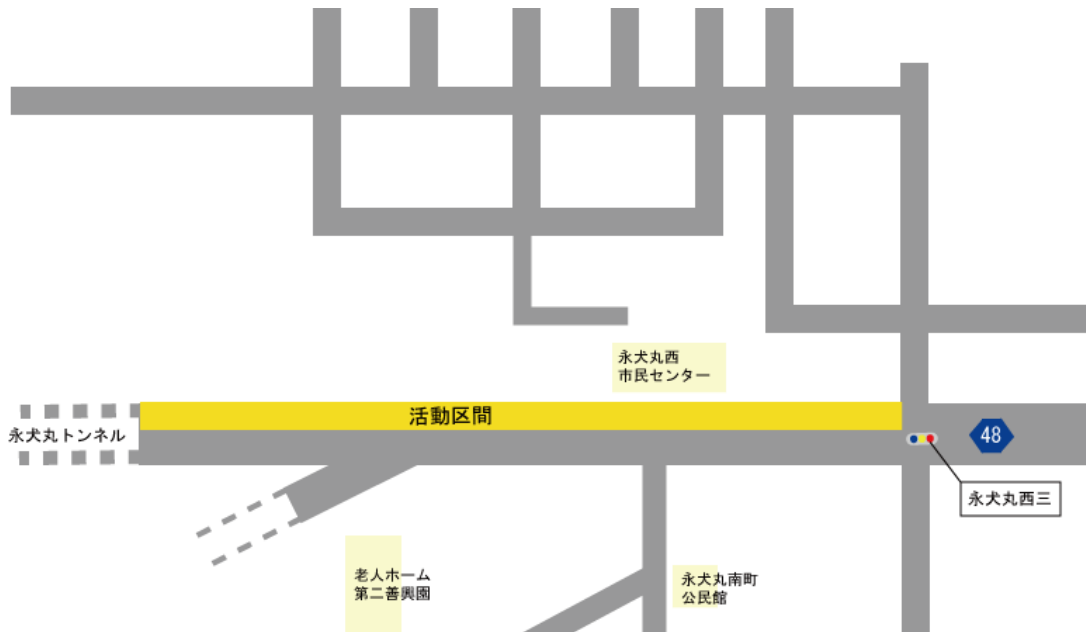 永犬丸西
市民センター
活動区間
永犬丸トンネル
48
永犬丸西三
老人ホーム
第二善興園
永犬丸南町
公民館